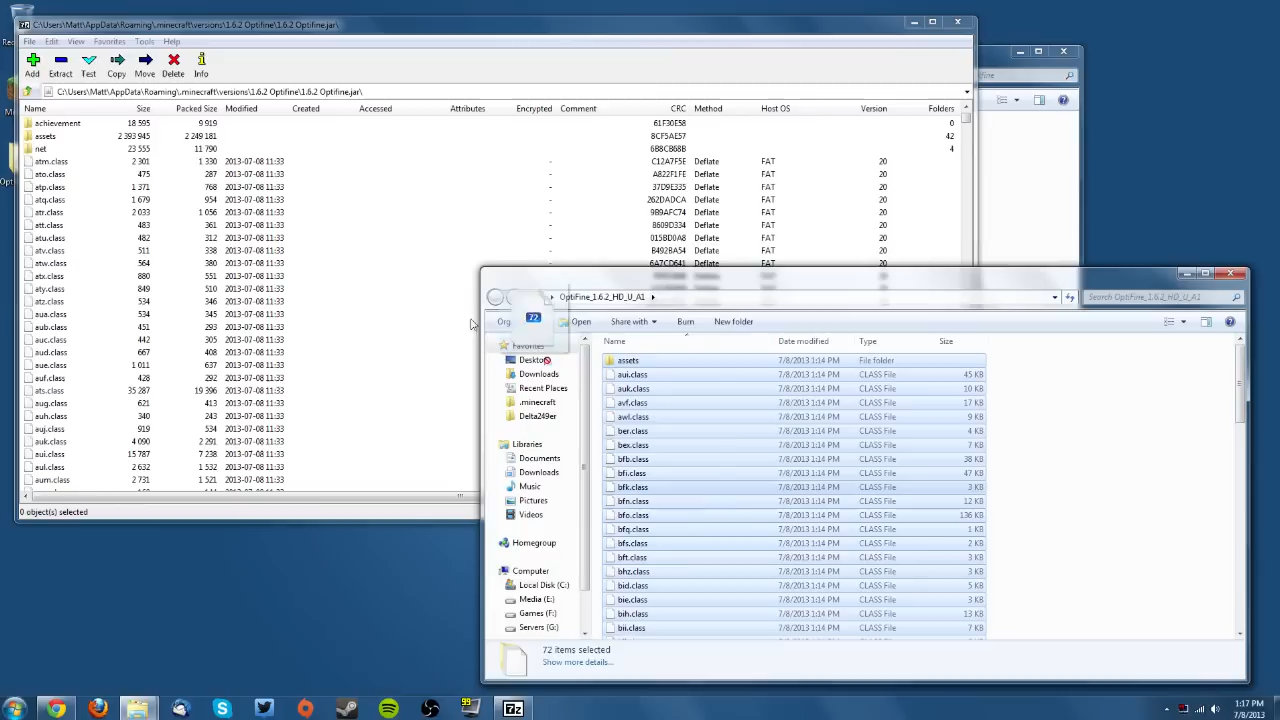 C:\Users\Matt\AppData\Roaming\.minecraft\versions\1.6.2 Optifine\1.6.2 Optifine.jar\
File Edit View Favorites Tools Help
Add Extract Test Copy Move Delete Info
C:\Users\Matt\AppData\Roaming\.minecraft\versions\1.6.2 Optifine\1.6.2 Optifine.jar\
Name Size Packed Size Modified Created Accessed Attributes Encrypted Comment CRC Method Host OS Version Folders
achievement 18 595 9 919 61F30E58 0
assets 2 393 945 2 249 181 8CF5AE57 42
net 23 555 11 790 6B8CB68B 4
atm.class 2 301 1 330 2013-07-08 11:33 - C12A7F5E Deflate FAT 20
ato.class 475 287 2013-07-08 11:33 - A822F1FE Deflate FAT 20
atp.class 1 371 768 2013-07-08 11:33 - 37D9E335 Deflate FAT 20
atq.class 1 679 954 2013-07-08 11:33 - 262DADCA Deflate FAT 20
atr.class 2 033 1 056 2013-07-08 11:33 - 9B9AFC74 Deflate FAT 20
att.class 483 361 2013-07-08 11:33 - 8609D334 Deflate FAT 20
atu.class 482 312 2013-07-08 11:33 - 015BD0A8 Deflate FAT 20
atv.class 511 338 2013-07-08 11:33 - B492BA54 Deflate FAT 20
atw.class 564 380 2013-07-08 11:33 - 6A7CD641 Deflate FAT 20
atx.class 880 551 2013-07-08 11:33
aty.class 849 510 2013-07-08 11:33
atz.class 534 346 2013-07-08 11:33
aua.class 534 344 2013-07-08 11:33
aub.class 451 293 2013-07-08 11:33
auc.class 442 305 2013-07-08 11:33
aud.class 667 408 2013-07-08 11:33
aue.class 1 011 637 2013-07-08 11:33
auf.class 428 292 2013-07-08 11:33
ats.class 35 287 19 396 2013-07-08 11:33
aug.class 621 413 2013-07-08 11:33
auh.class 340 243 2013-07-08 11:33
auj.class 919 534 2013-07-08 11:33
auk.class 4 090 2 291 2013-07-08 11:33
aui.class 15 787 7 238 2013-07-08 11:33
aul.class 2 632 1 532 2013-07-08 11:33
aum.class 2 731 1 521 2013-07-08 11:33
0 object(s) selected
OptiFine_1.6.2_HD_U_A1
Search OptiFine_1.6.2_HD_U_A1
Org Open Share with Burn New folder
72
Favorites
Desktop
Downloads
Recent Places
.minecraft
Delta249er
Libraries
Documents
Downloads
Music
Pictures
Videos
Homegroup
Computer
Local Disk (C:)
Media (E:)
Games (F:)
Servers (G:)
Name Date modified Type Size
assets 7/8/2013 1:14 PM File folder
aui.class 7/8/2013 1:14 PM CLASS File 45 KB
auk.class 7/8/2013 1:14 PM CLASS File 10 KB
avf.class 7/8/2013 1:14 PM CLASS File 17 KB
awl.class 7/8/2013 1:14 PM CLASS File 9 KB
ber.class 7/8/2013 1:14 PM CLASS File 4 KB
bex.class 7/8/2013 1:14 PM CLASS File 7 KB
bfb.class 7/8/2013 1:14 PM CLASS File 38 KB
bfi.class 7/8/2013 1:14 PM CLASS File 47 KB
bfk.class 7/8/2013 1:14 PM CLASS File 3 KB
bfn.class 7/8/2013 1:14 PM CLASS File 12 KB
bfo.class 7/8/2013 1:14 PM CLASS File 136 KB
bfq.class 7/8/2013 1:14 PM CLASS File 1 KB
bfs.class 7/8/2013 1:14 PM CLASS File 2 KB
bft.class 7/8/2013 1:14 PM CLASS File 3 KB
bhz.class 7/8/2013 1:14 PM CLASS File 3 KB
bid.class 7/8/2013 1:14 PM CLASS File 5 KB
bie.class 7/8/2013 1:14 PM CLASS File 3 KB
bih.class 7/8/2013 1:14 PM CLASS File 13 KB
bii.class 7/8/2013 1:14 PM CLASS File 7 KB
72 items selected
Show more details...
99
7z
1:17 PM
7/8/2013